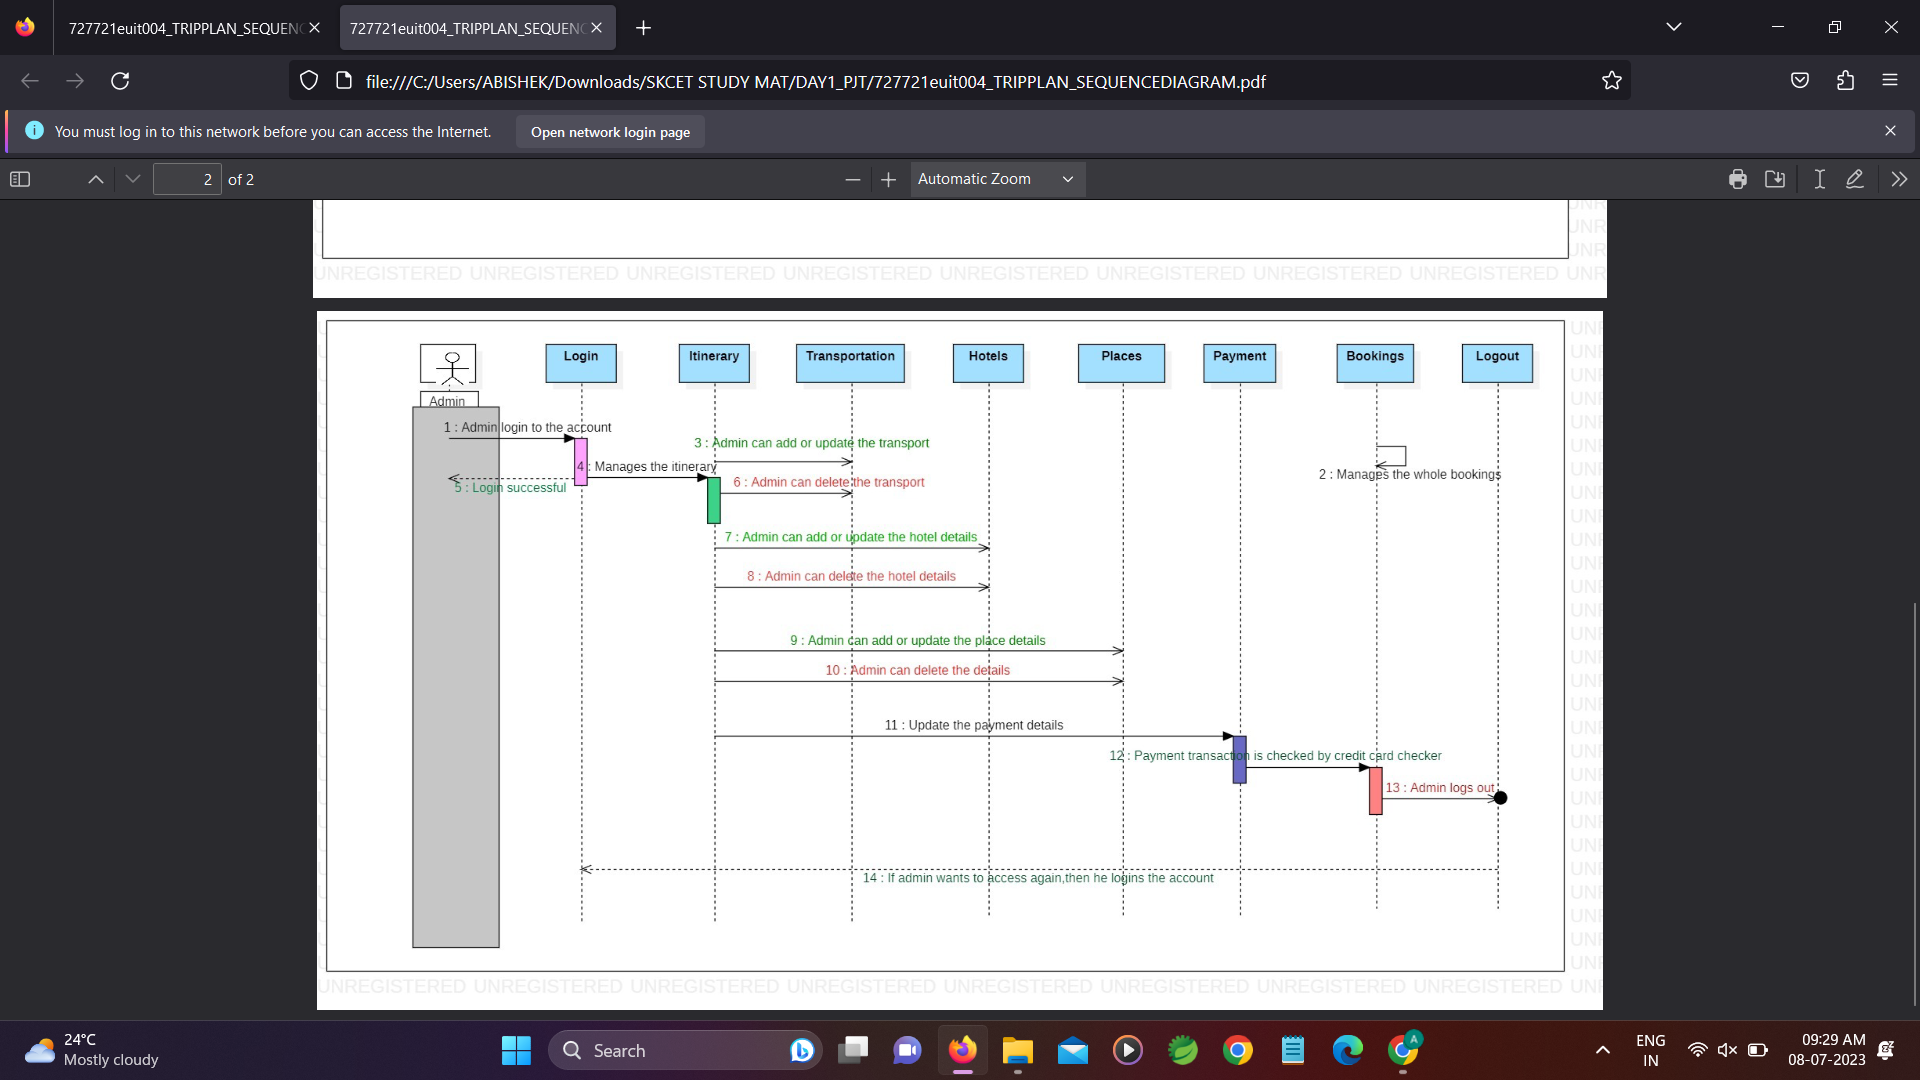 727721euit004_TRIPPLAN_SEQUENC
727721euit004_TRIPPLAN_SEQUENC
file:///C:/Users/ABISHEK/Downloads/SKCET STUDY MAT/DAY1_PJT/727721euit004_TRIPPLAN_SEQUENCEDIAGRAM.pdf
You must log in to this network before you can access the Internet.
Open network login page
2 of 2
Automatic Zoom
UNREGISTERED UNREGISTERED UNREGISTERED UNREGISTERED UNREGISTERED UNREGISTERED UNREGISTERED UNREGISTERED UNR
Login
Itinerary
Transportation
Hotels
Places
Payment
Bookings
Logout
Admin
1 : Admin login to the account
3 : Admin can add or update the transport
4 : Manages the itinerary
2 : Manages the whole bookings
5 : Login successful
6 : Admin can delete the transport
7 : Admin can add or update the hotel details
8 : Admin can delete the hotel details
9 : Admin can add or update the place details
10 : Admin can delete the details
11 : Update the payment details
12 : Payment transaction is checked by credit card checker
13 : Admin logs out
14 : If admin wants to access again,then he logins the account
UNREGISTERED UNREGISTERED UNREGISTERED UNREGISTERED UNREGISTERED UNREGISTERED UNREGISTERED UNREGISTERED UN
24°C
Mostly cloudy
Search
A
ENG
IN
09:29 AM
08-07-2023